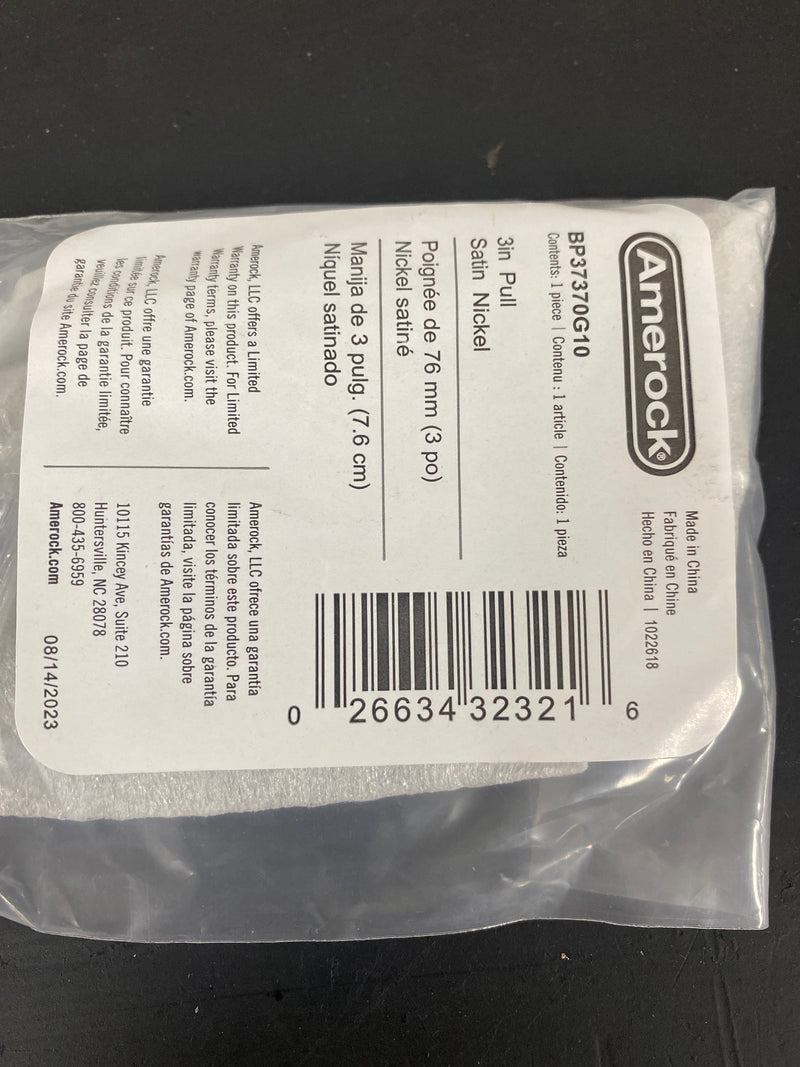 Amerock®
Made in China
Fabriqué en Chine
Hecho en China | 1022618
BP37370G10
Contents: 1 piece | Contenu : 1 article | Contenido: 1 pieza
3in Pull
Satin Nickel
Poignée de 76 mm (3 po)
Nickel satiné
Manija de 3 pulg. (7.6 cm)
Níquel satinado
0 26634 32321 6
Amerock, LLC offers a Limited
Warranty on this product. For Limited
Warranty terms, please visit the
warranty page of Amerock.com.
Amerock, LLC offre une garantie
limitée sur ce produit. Pour connaître
les conditions de la garantie limitée,
veuillez consulter la page de
garantie du site Amerock.com.
Amerock, LLC ofrece una garantía
limitada sobre este producto. Para
conocer los términos de la garantía
limitada, visite la página sobre
garantías de Amerock.com.
10115 Kincey Ave, Suite 210
Huntersville, NC 28078
800-435-6959
Amerock.com
08/14/2023